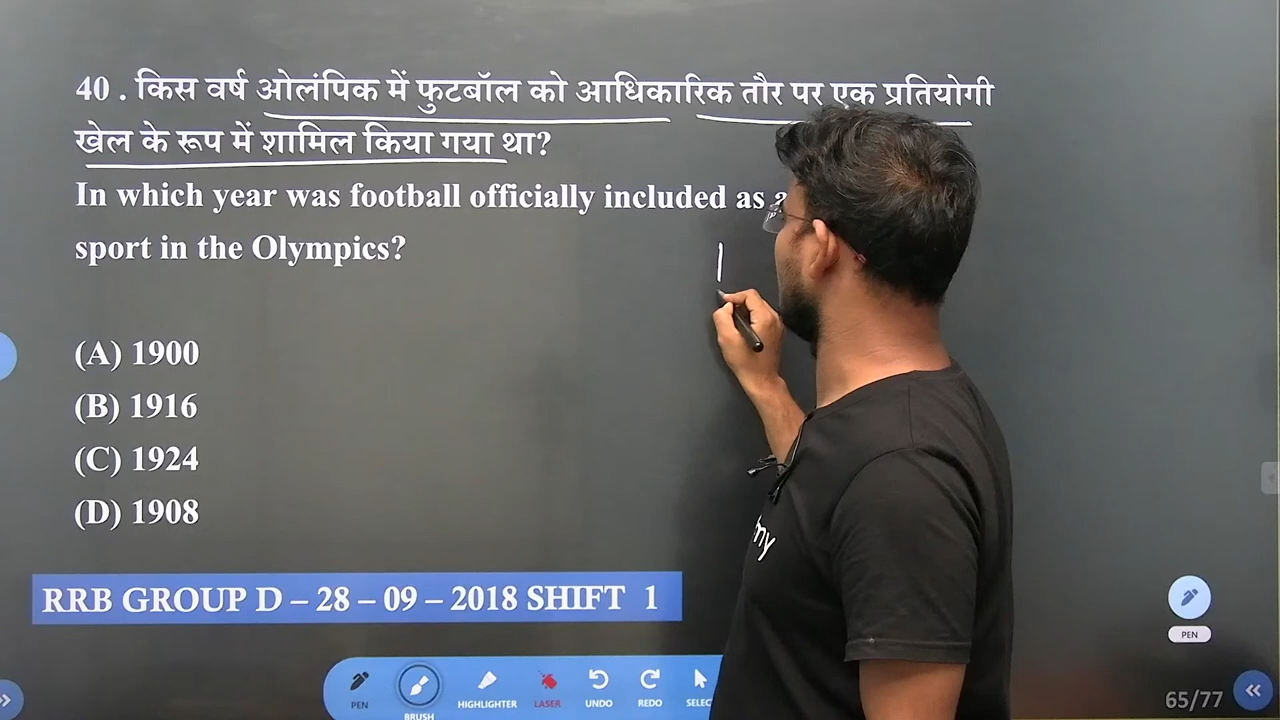 40 . किस वर्ष ओलंपिक में फुटबॉल को आधिकारिक तौर पर एक प्रतियोगी
खेल के रूप में शामिल किया गया था?
In which year was football officially included as a
sport in the Olympics?
(A) 1900
(B) 1916
(C) 1924
(D) 1908
RRB GROUP D – 28 – 09 – 2018 SHIFT 1
my
PEN
BRUSH
HIGHLIGHTER
LASER
UNDO
REDO
SELEC
PEN
65/77